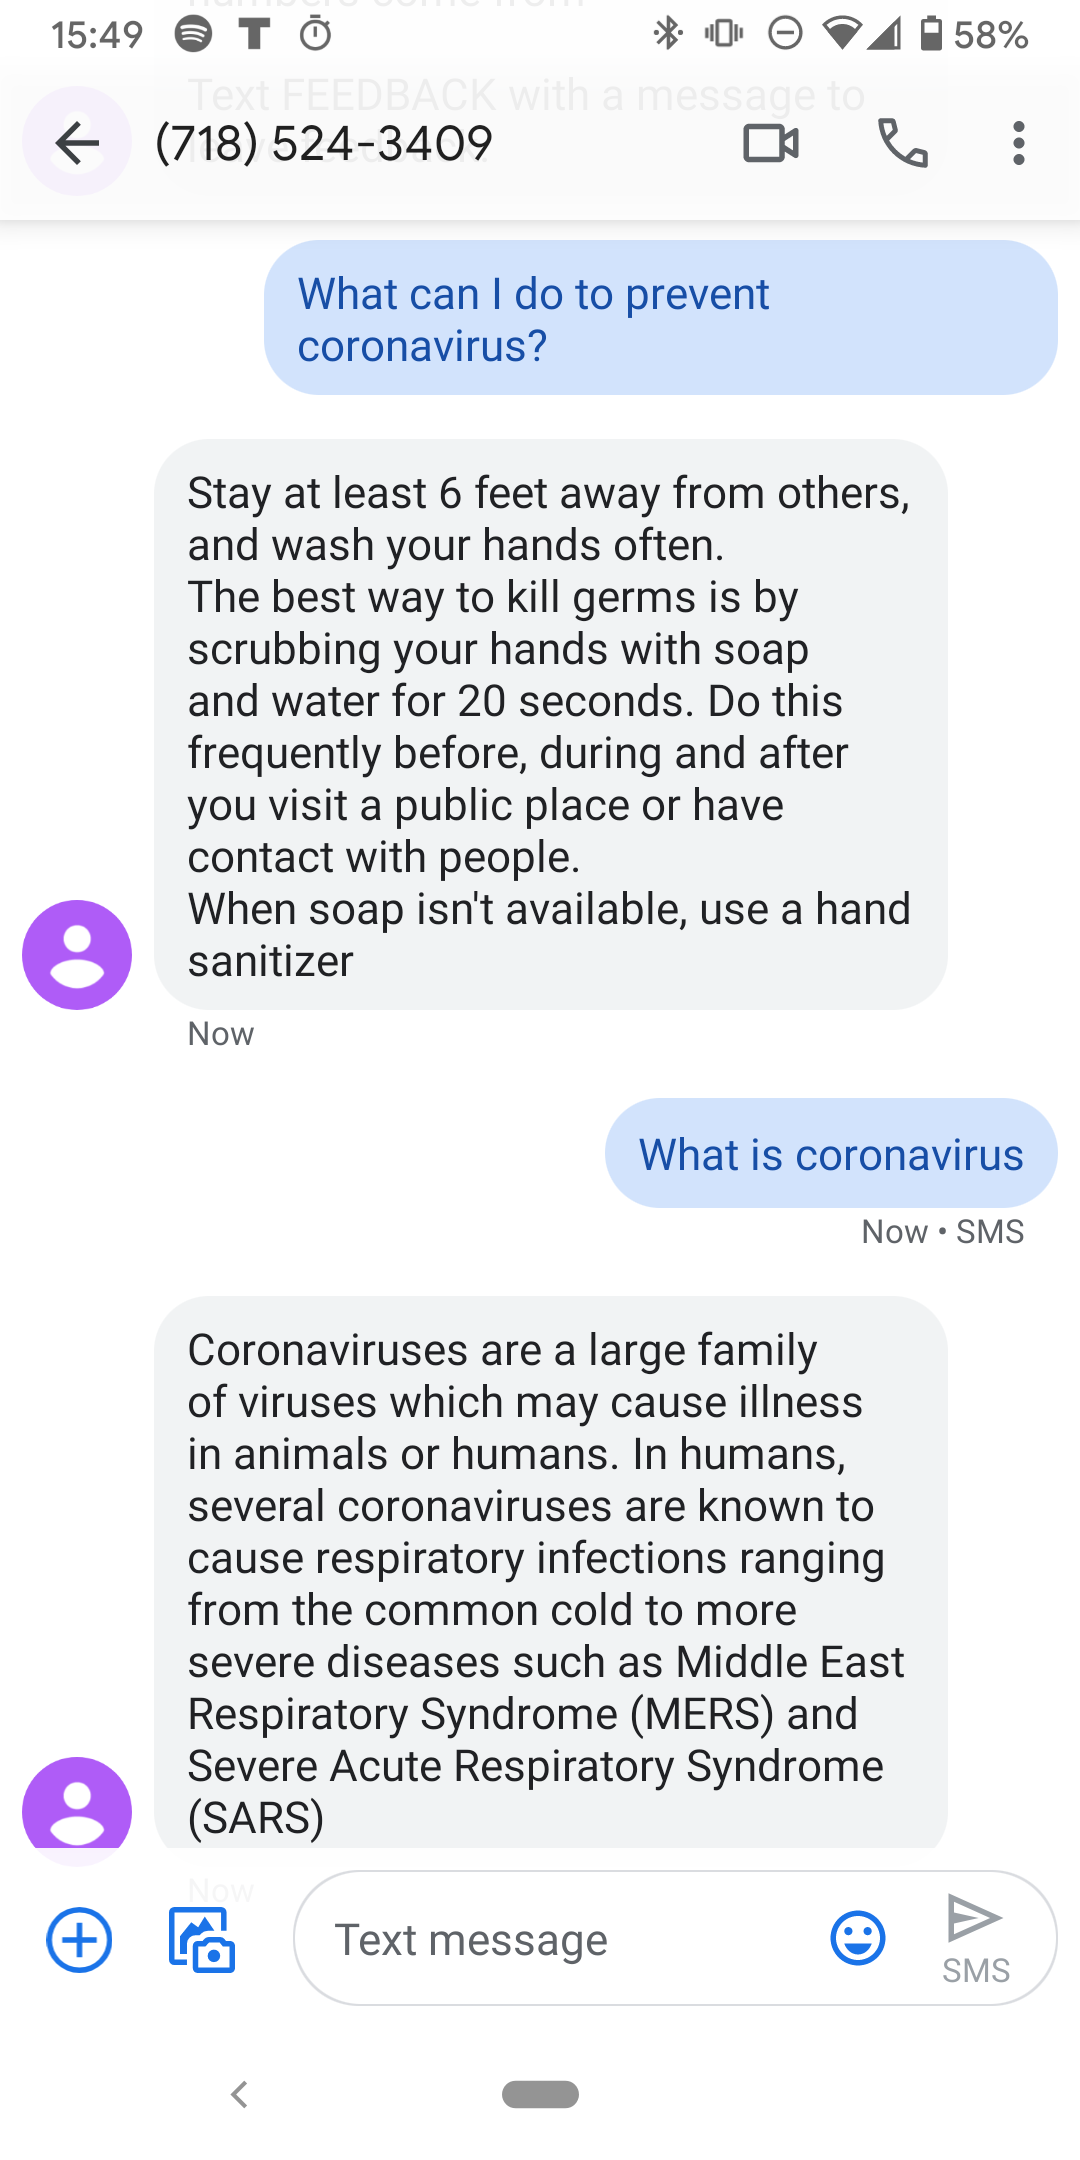 numbers come from
15:49
58%
Text FEEDBACK with a message to
leave feedback.
(718) 524-3409
What can I do to prevent
coronavirus?
Stay at least 6 feet away from others,
and wash your hands often.
The best way to kill germs is by
scrubbing your hands with soap
and water for 20 seconds. Do this
frequently before, during and after
you visit a public place or have
contact with people.
When soap isn't available, use a hand
sanitizer
Now
What is coronavirus
Now • SMS
Coronaviruses are a large family
of viruses which may cause illness
in animals or humans. In humans,
several coronaviruses are known to
cause respiratory infections ranging
from the common cold to more
severe diseases such as Middle East
Respiratory Syndrome (MERS) and
Severe Acute Respiratory Syndrome
(SARS)
Now
Text message
SMS